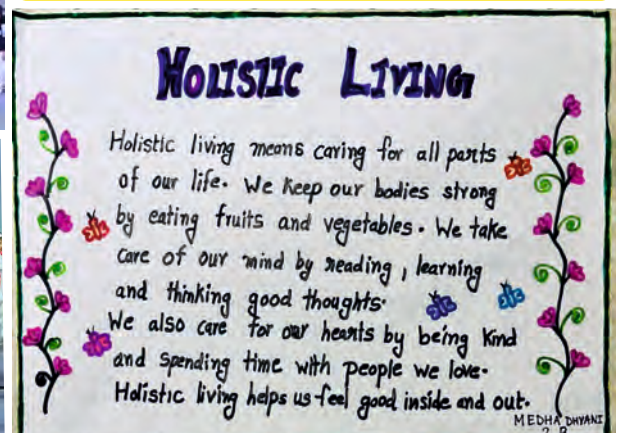 HOLISTIC LIVING
Holistic living means caring for all parts
of our life. We keep our bodies strong
by eating fruits and vegetables. We take
care of our mind by reading, learning
and thinking good thoughts.
We also care for our hearts by being kind
and spending time with people we love.
Holistic living helps us feel good inside and out.
MEDHA DHYANI